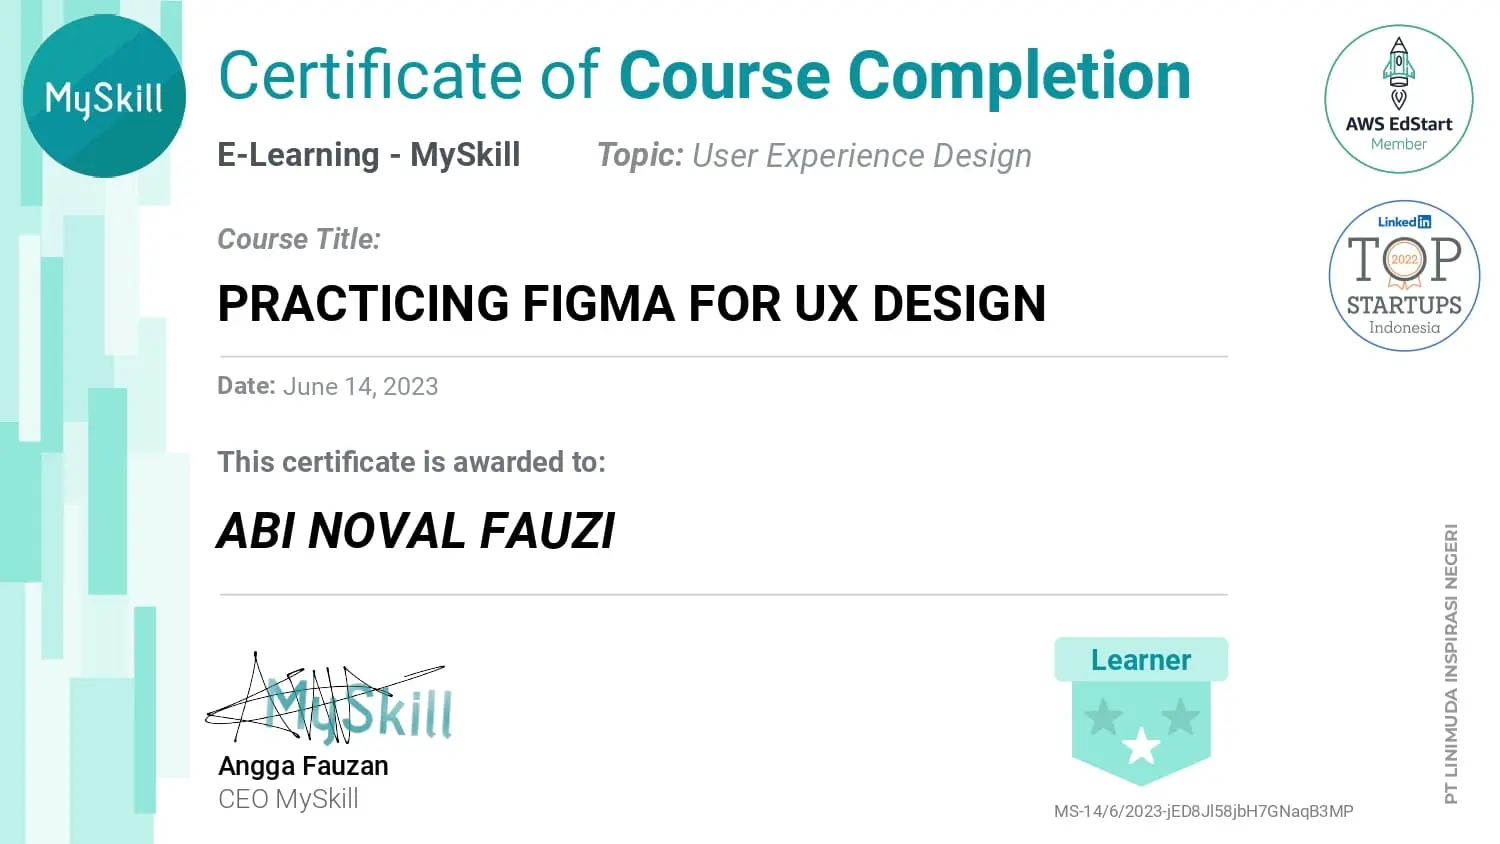 MySkill
Certificate of Course Completion
E-Learning - MySkill
Topic: User Experience Design
AWS EdStart
Member
Linked in
TOP
2022
STARTUPS
Indonesia
Course Title:
PRACTICING FIGMA FOR UX DESIGN
Date: June 14, 2023
This certificate is awarded to:
ABI NOVAL FAUZI
MySkill
Angga Fauzan
CEO MySkill
Learner
MS-14/6/2023-jED8Jl58jbH7GNaqB3MP
PT LINIMUDA INSPIRASI NEGERI